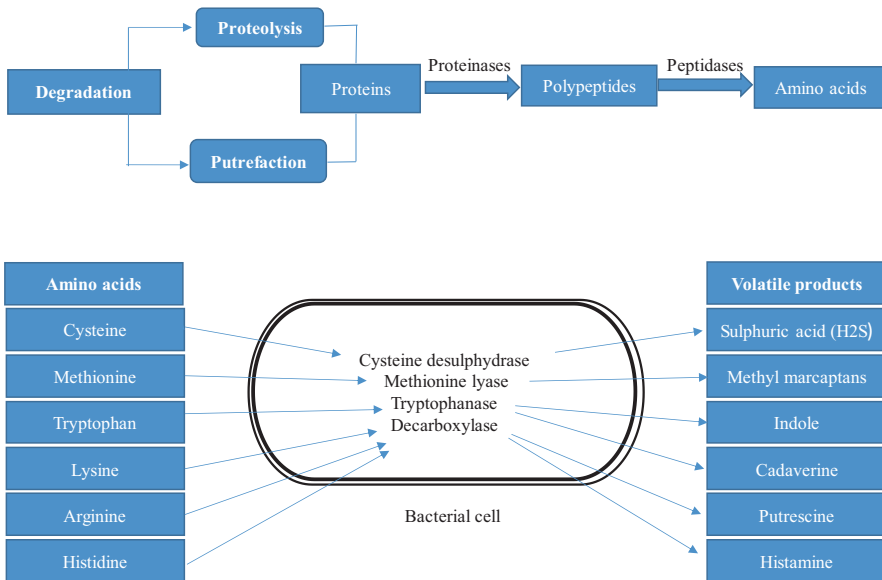 Proteolysis
Degradation
Putrefaction
Proteins
Proteinases
Polypeptides
Peptidases
Amino acids
Amino acids
Cysteine
Methionine
Tryptophan
Lysine
Arginine
Histidine
Cysteine desulphydrase
Methionine lyase
Tryptophanase
Decarboxylase
Bacterial cell
Volatile products
Sulphuric acid (H2S)
Methyl marcaptans
Indole
Cadaverine
Putrescine
Histamine